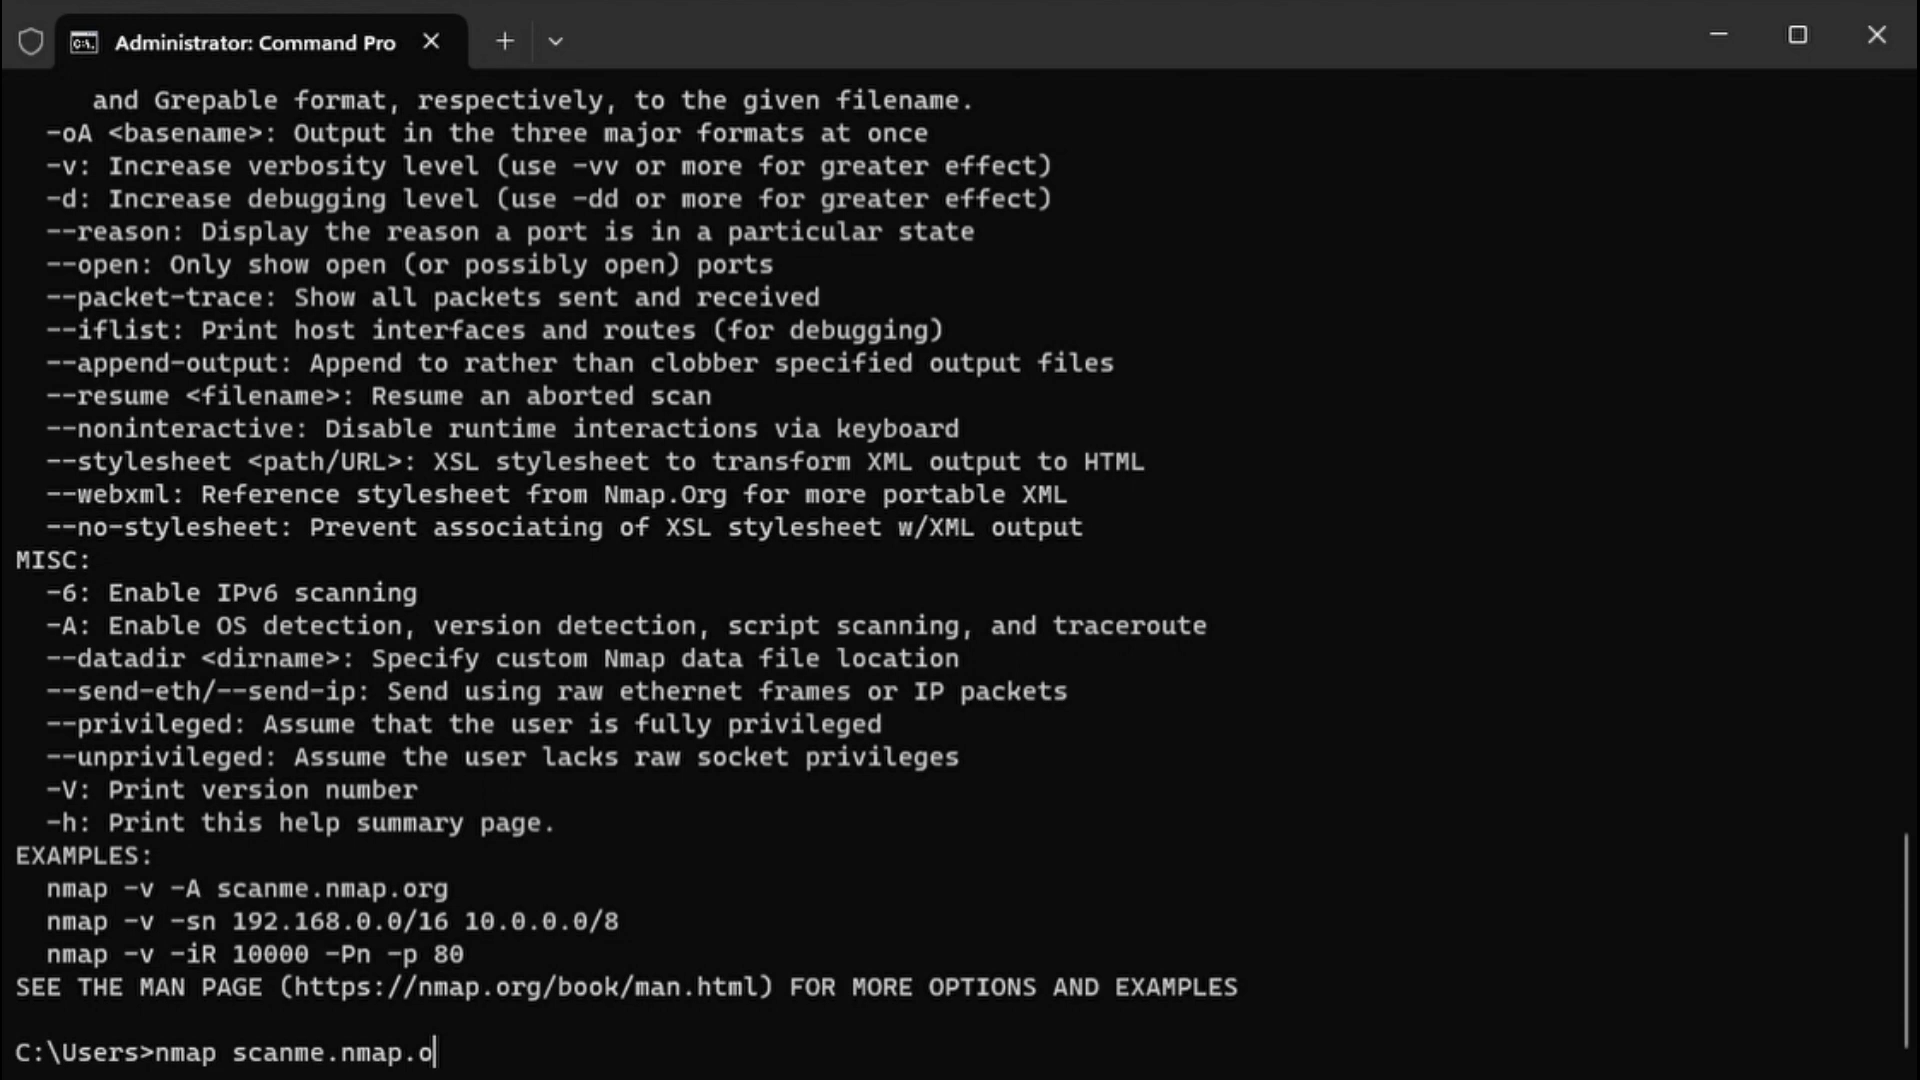 Administrator: Command Pro
and Grepable format, respectively, to the given filename.
-oA <basename>: Output in the three major formats at once
-v: Increase verbosity level (use -vv or more for greater effect)
-d: Increase debugging level (use -dd or more for greater effect)
--reason: Display the reason a port is in a particular state
--open: Only show open (or possibly open) ports
--packet-trace: Show all packets sent and received
--iflist: Print host interfaces and routes (for debugging)
--append-output: Append to rather than clobber specified output files
--resume <filename>: Resume an aborted scan
--noninteractive: Disable runtime interactions via keyboard
--stylesheet <path/URL>: XSL stylesheet to transform XML output to HTML
--webxml: Reference stylesheet from Nmap.Org for more portable XML
--no-stylesheet: Prevent associating of XSL stylesheet w/XML output
MISC:
-6: Enable IPv6 scanning
-A: Enable OS detection, version detection, script scanning, and traceroute
--datadir <dirname>: Specify custom Nmap data file location
--send-eth/--send-ip: Send using raw ethernet frames or IP packets
--privileged: Assume that the user is fully privileged
--unprivileged: Assume the user lacks raw socket privileges
-V: Print version number
-h: Print this help summary page.
EXAMPLES:
nmap -v -A scanme.nmap.org
nmap -v -sn 192.168.0.0/16 10.0.0.0/8
nmap -v -iR 10000 -Pn -p 80
SEE THE MAN PAGE (https://nmap.org/book/man.html) FOR MORE OPTIONS AND EXAMPLES
C:\Users>nmap scanme.nmap.o